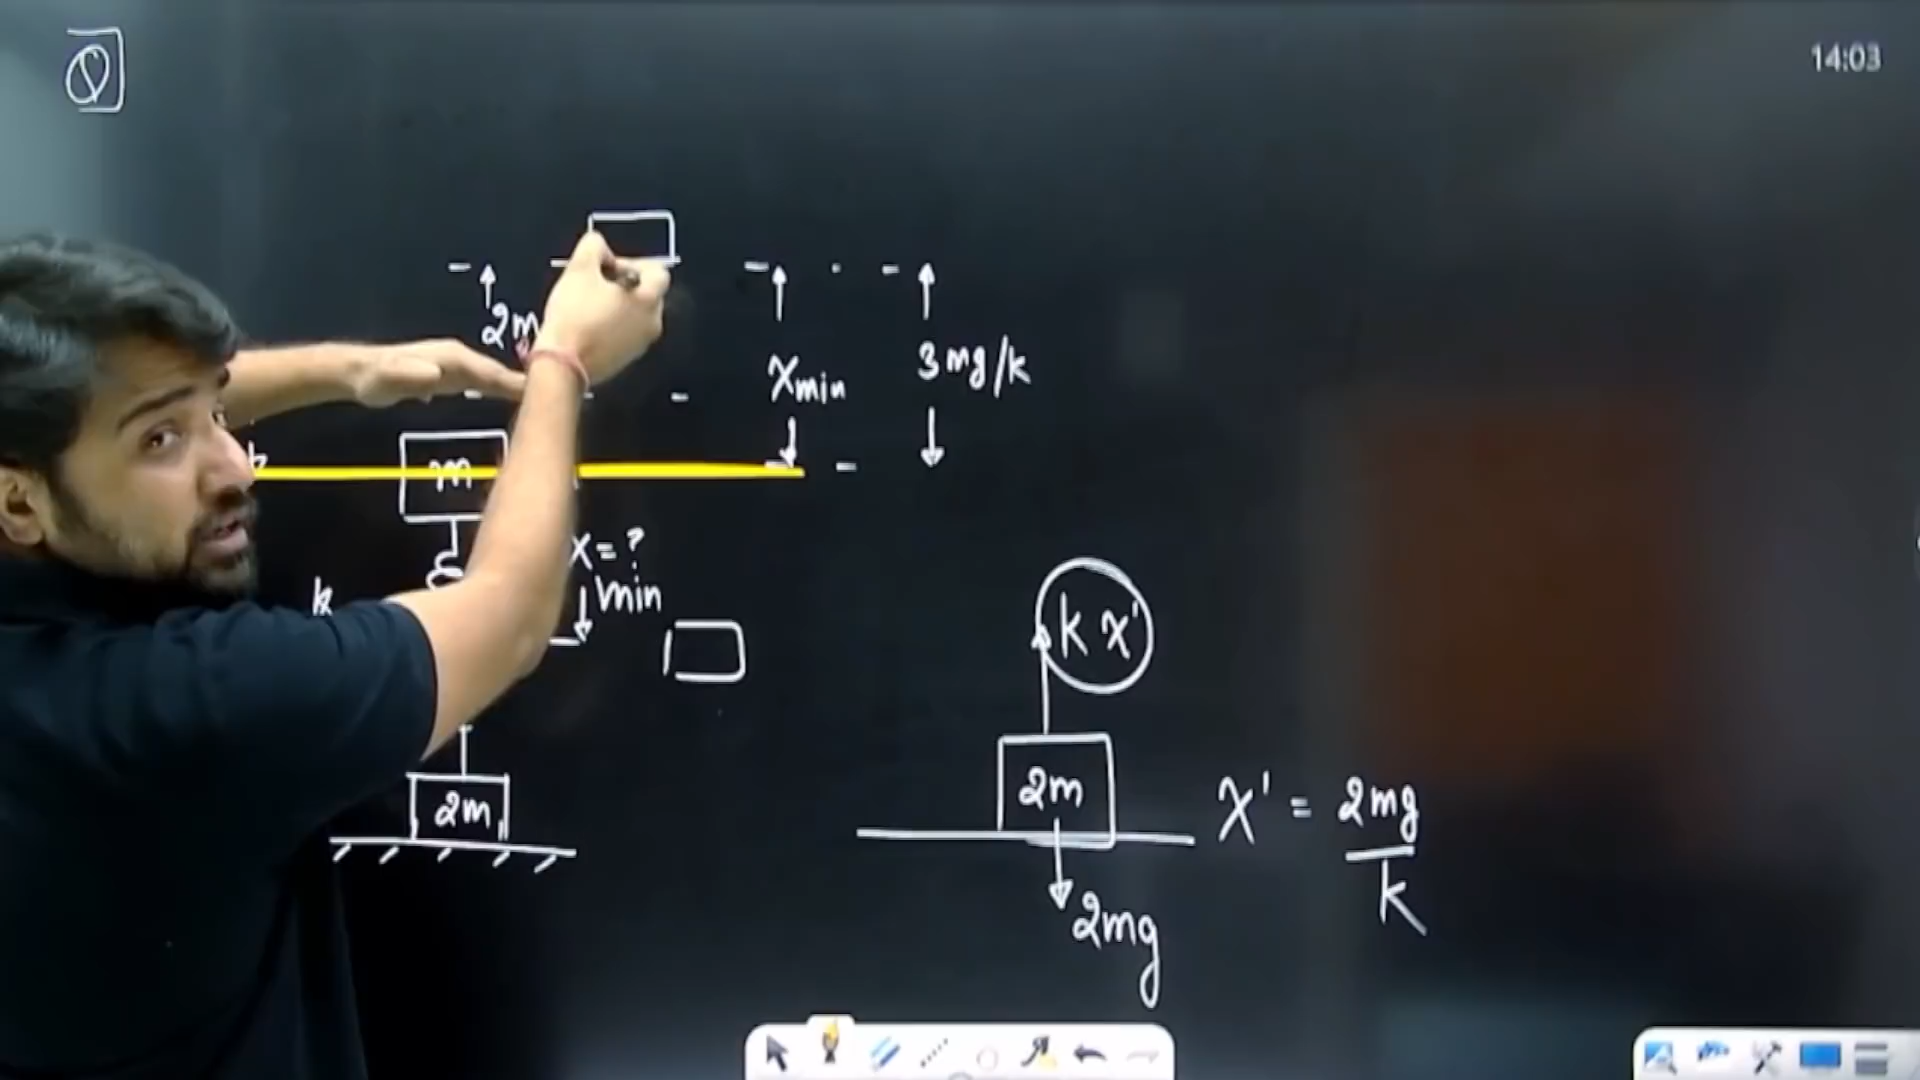 Q
14:03
2m
xmin
3mg/k
m
x = ?
min
k
kx'
2m
2m
x' = 2mg
k
2mg